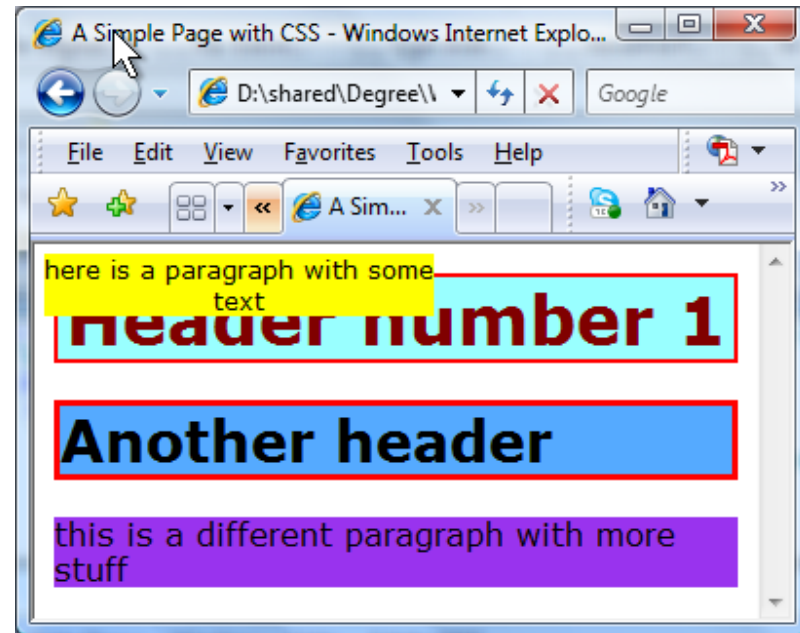 A Simple Page with CSS - Windows Internet Explo...
D:\shared\Degree\\
Google
File Edit View Favorites Tools Help
A Sim...
here is a paragraph with some
text
Header number 1
Another header
this is a different paragraph with more
stuff